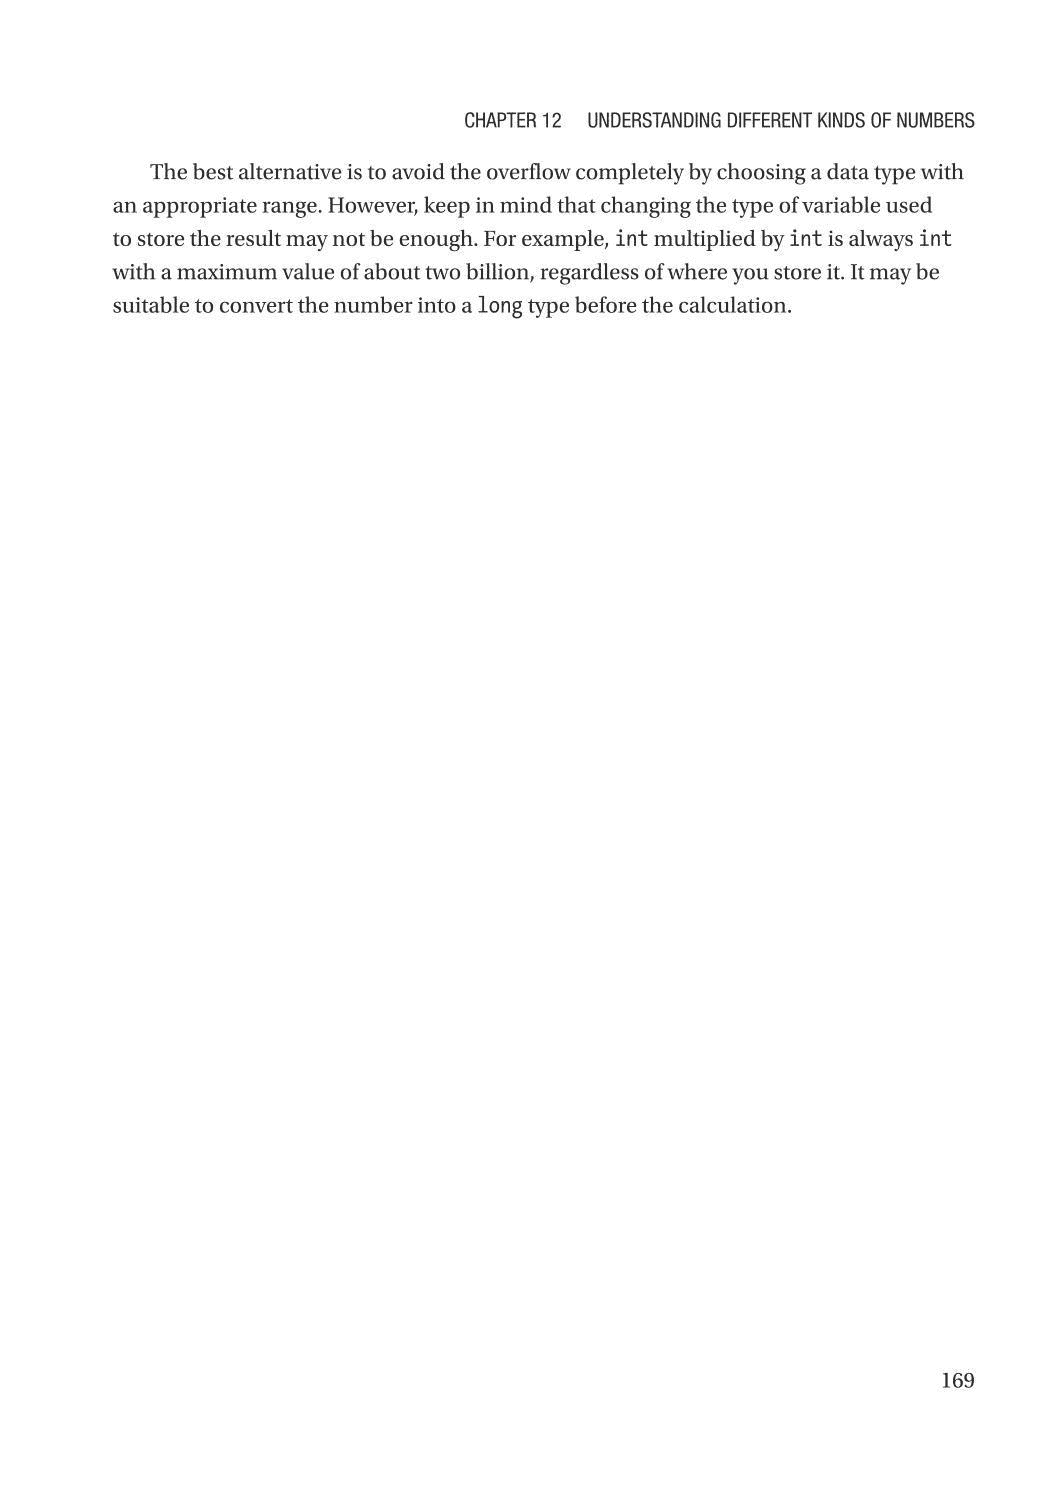 CHAPTER 12 UNDERSTANDING DIFFERENT KINDS OF NUMBERS
The best alternative is to avoid the overflow completely by choosing a data type with
an appropriate range. However, keep in mind that changing the type of variable used
to store the result may not be enough. For example, int multiplied by int is always int
with a maximum value of about two billion, regardless of where you store it. It may be
suitable to convert the number into a long type before the calculation.
169